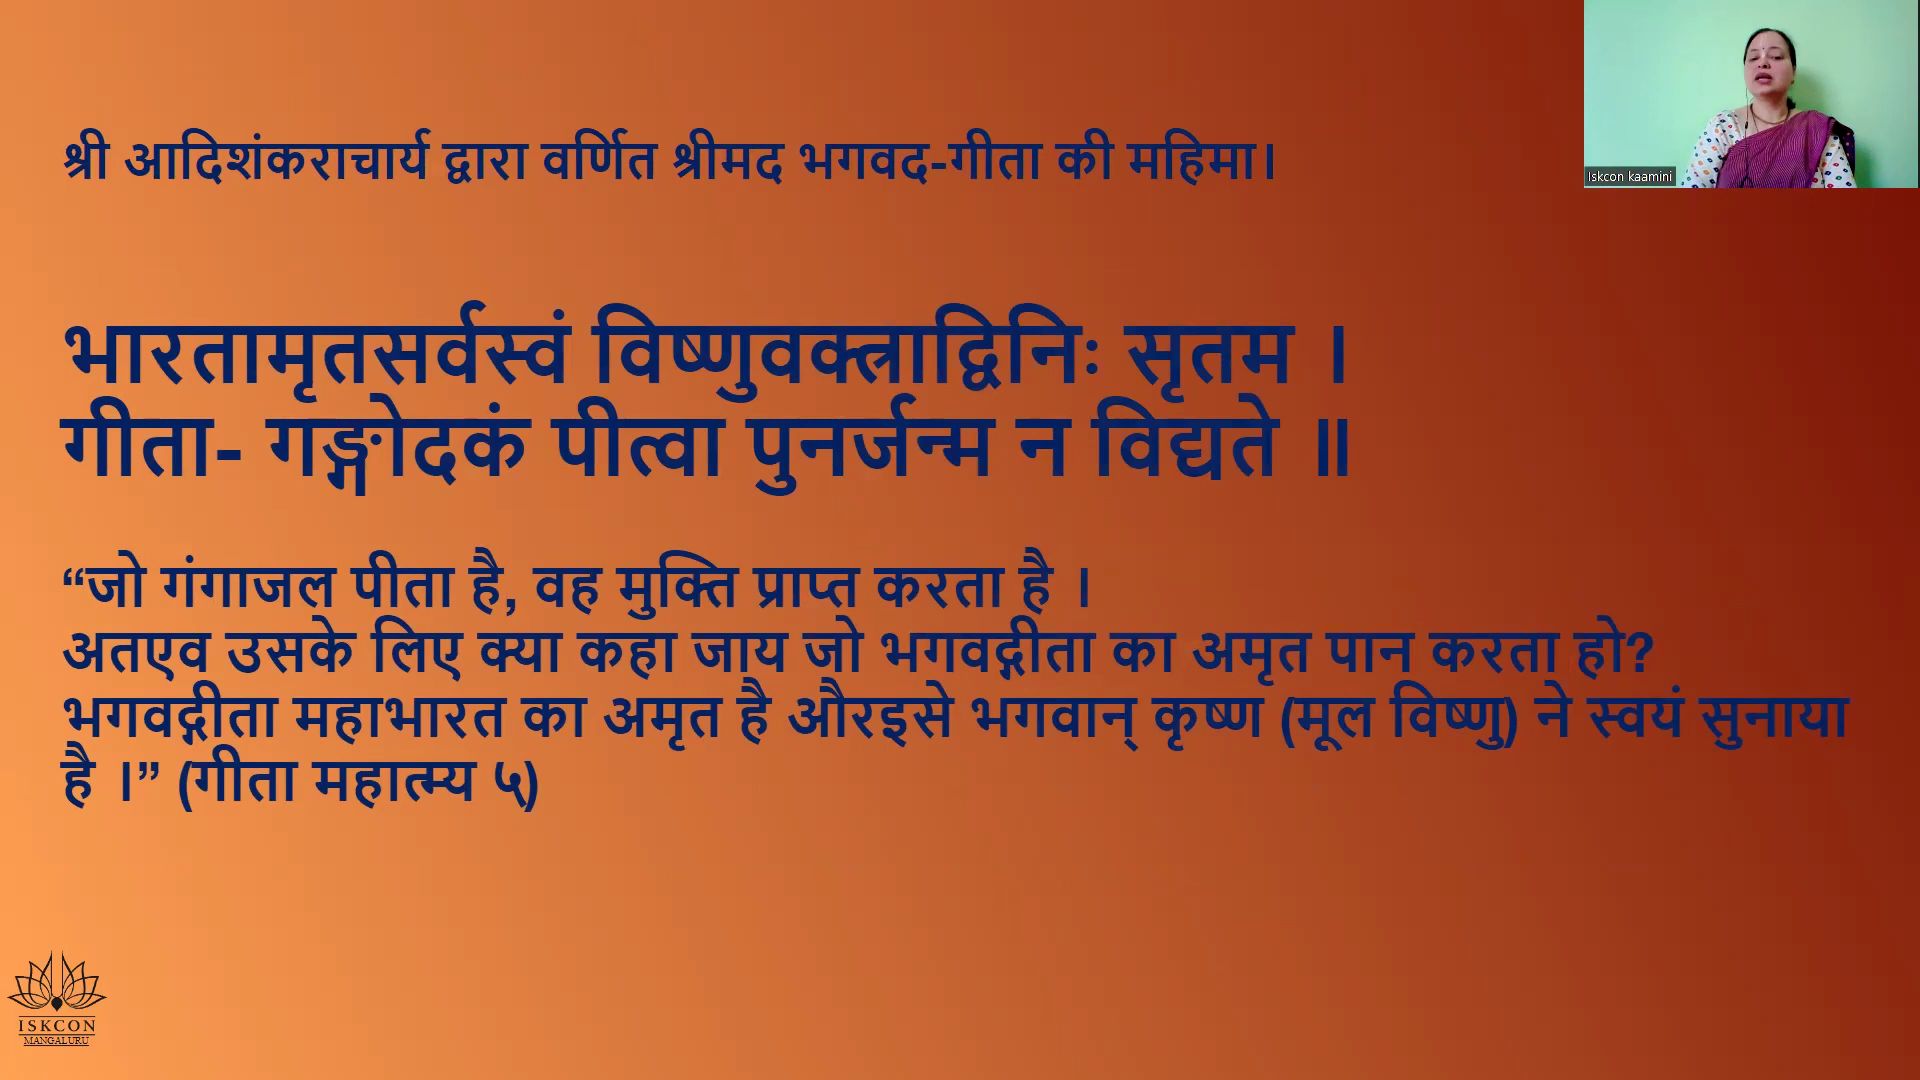 श्री आदिशंकराचार्य द्वारा वर्णित श्रीमद भगवद-गीता की महिमा।
Iskcon kaamini
भारतामृतसर्वस्वं विष्णुवक्त्राद्विनिः सृतम ।
गीता- गङ्गोदकं पीत्वा पुनर्जन्म न विद्यते ॥
“जो गंगाजल पीता है, वह मुक्ति प्राप्त करता है ।
अतएव उसके लिए क्या कहा जाय जो भगवद्गीता का अमृत पान करता हो?
भगवद्गीता महाभारत का अमृत है औरइसे भगवान् कृष्ण (मूल विष्णु) ने स्वयं सुनाया
है ।” (गीता महात्म्य ५)
ISKCON
MANGALURU